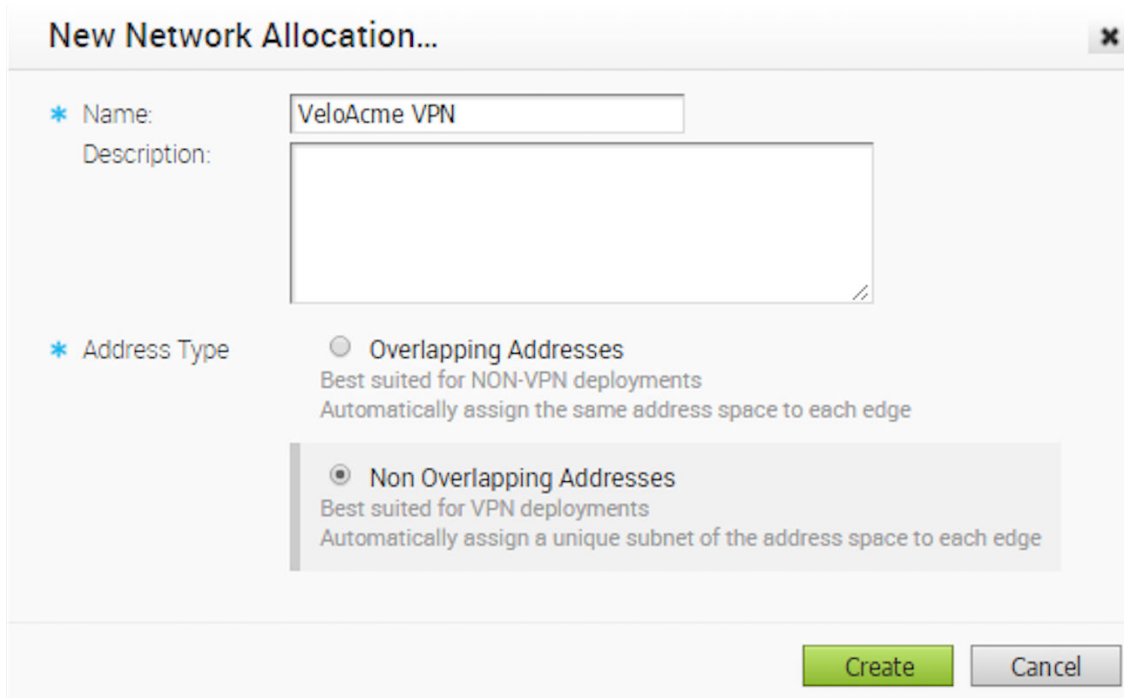 New Network Allocation...
* Name: VeloAcme VPN
Description:
* Address Type
Overlapping Addresses
Best suited for NON-VPN deployments
Automatically assign the same address space to each edge
Non Overlapping Addresses
Best suited for VPN deployments
Automatically assign a unique subnet of the address space to each edge
Create Cancel